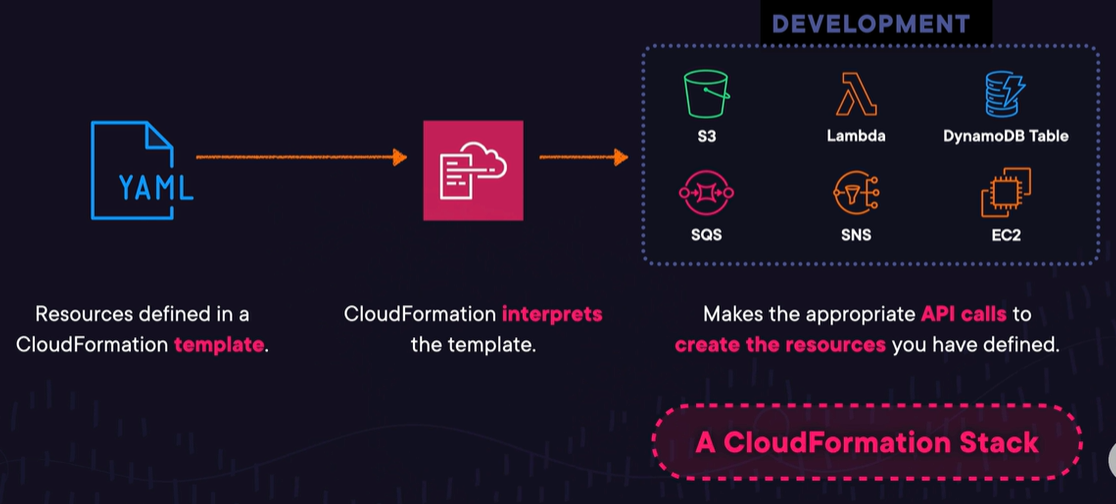 DEVELOPMENT
YAML
S3
Lambda
DynamoDB Table
SQS
SNS
EC2
Resources defined in a
CloudFormation template.
CloudFormation interprets
the template.
Makes the appropriate API calls to
create the resources you have defined.
A CloudFormation Stack